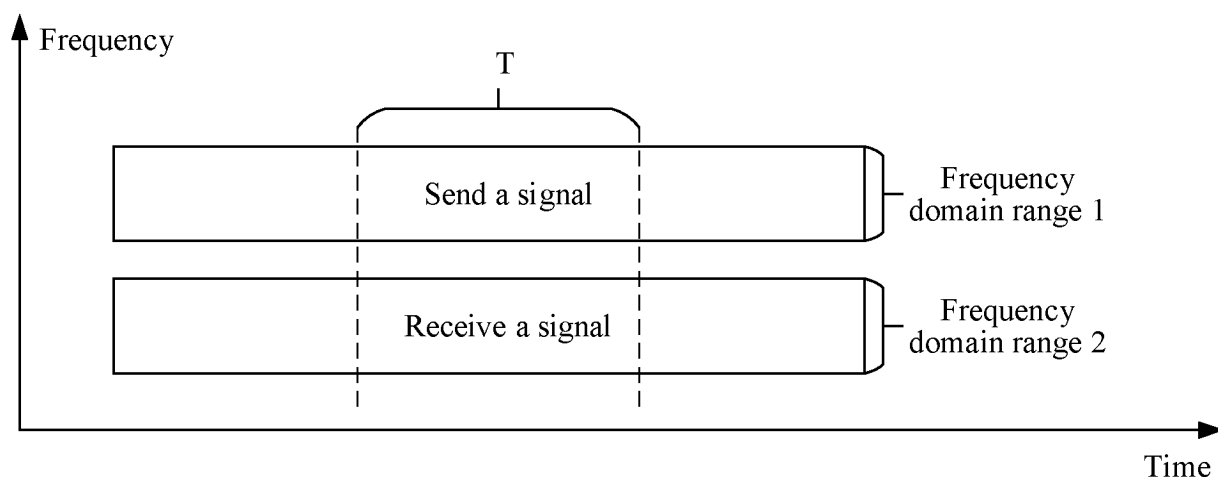 Frequency
T
Send a signal
Frequency
domain range 1
Receive a signal
Frequency
domain range 2
Time